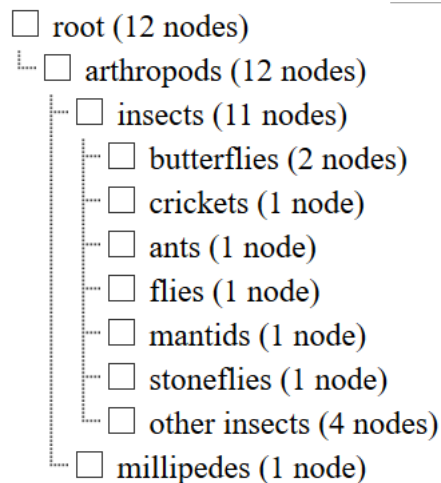 root (12 nodes)
arthropods (12 nodes)
insects (11 nodes)
butterflies (2 nodes)
crickets (1 node)
ants (1 node)
flies (1 node)
mantids (1 node)
stoneflies (1 node)
other insects (4 nodes)
millipedes (1 node)